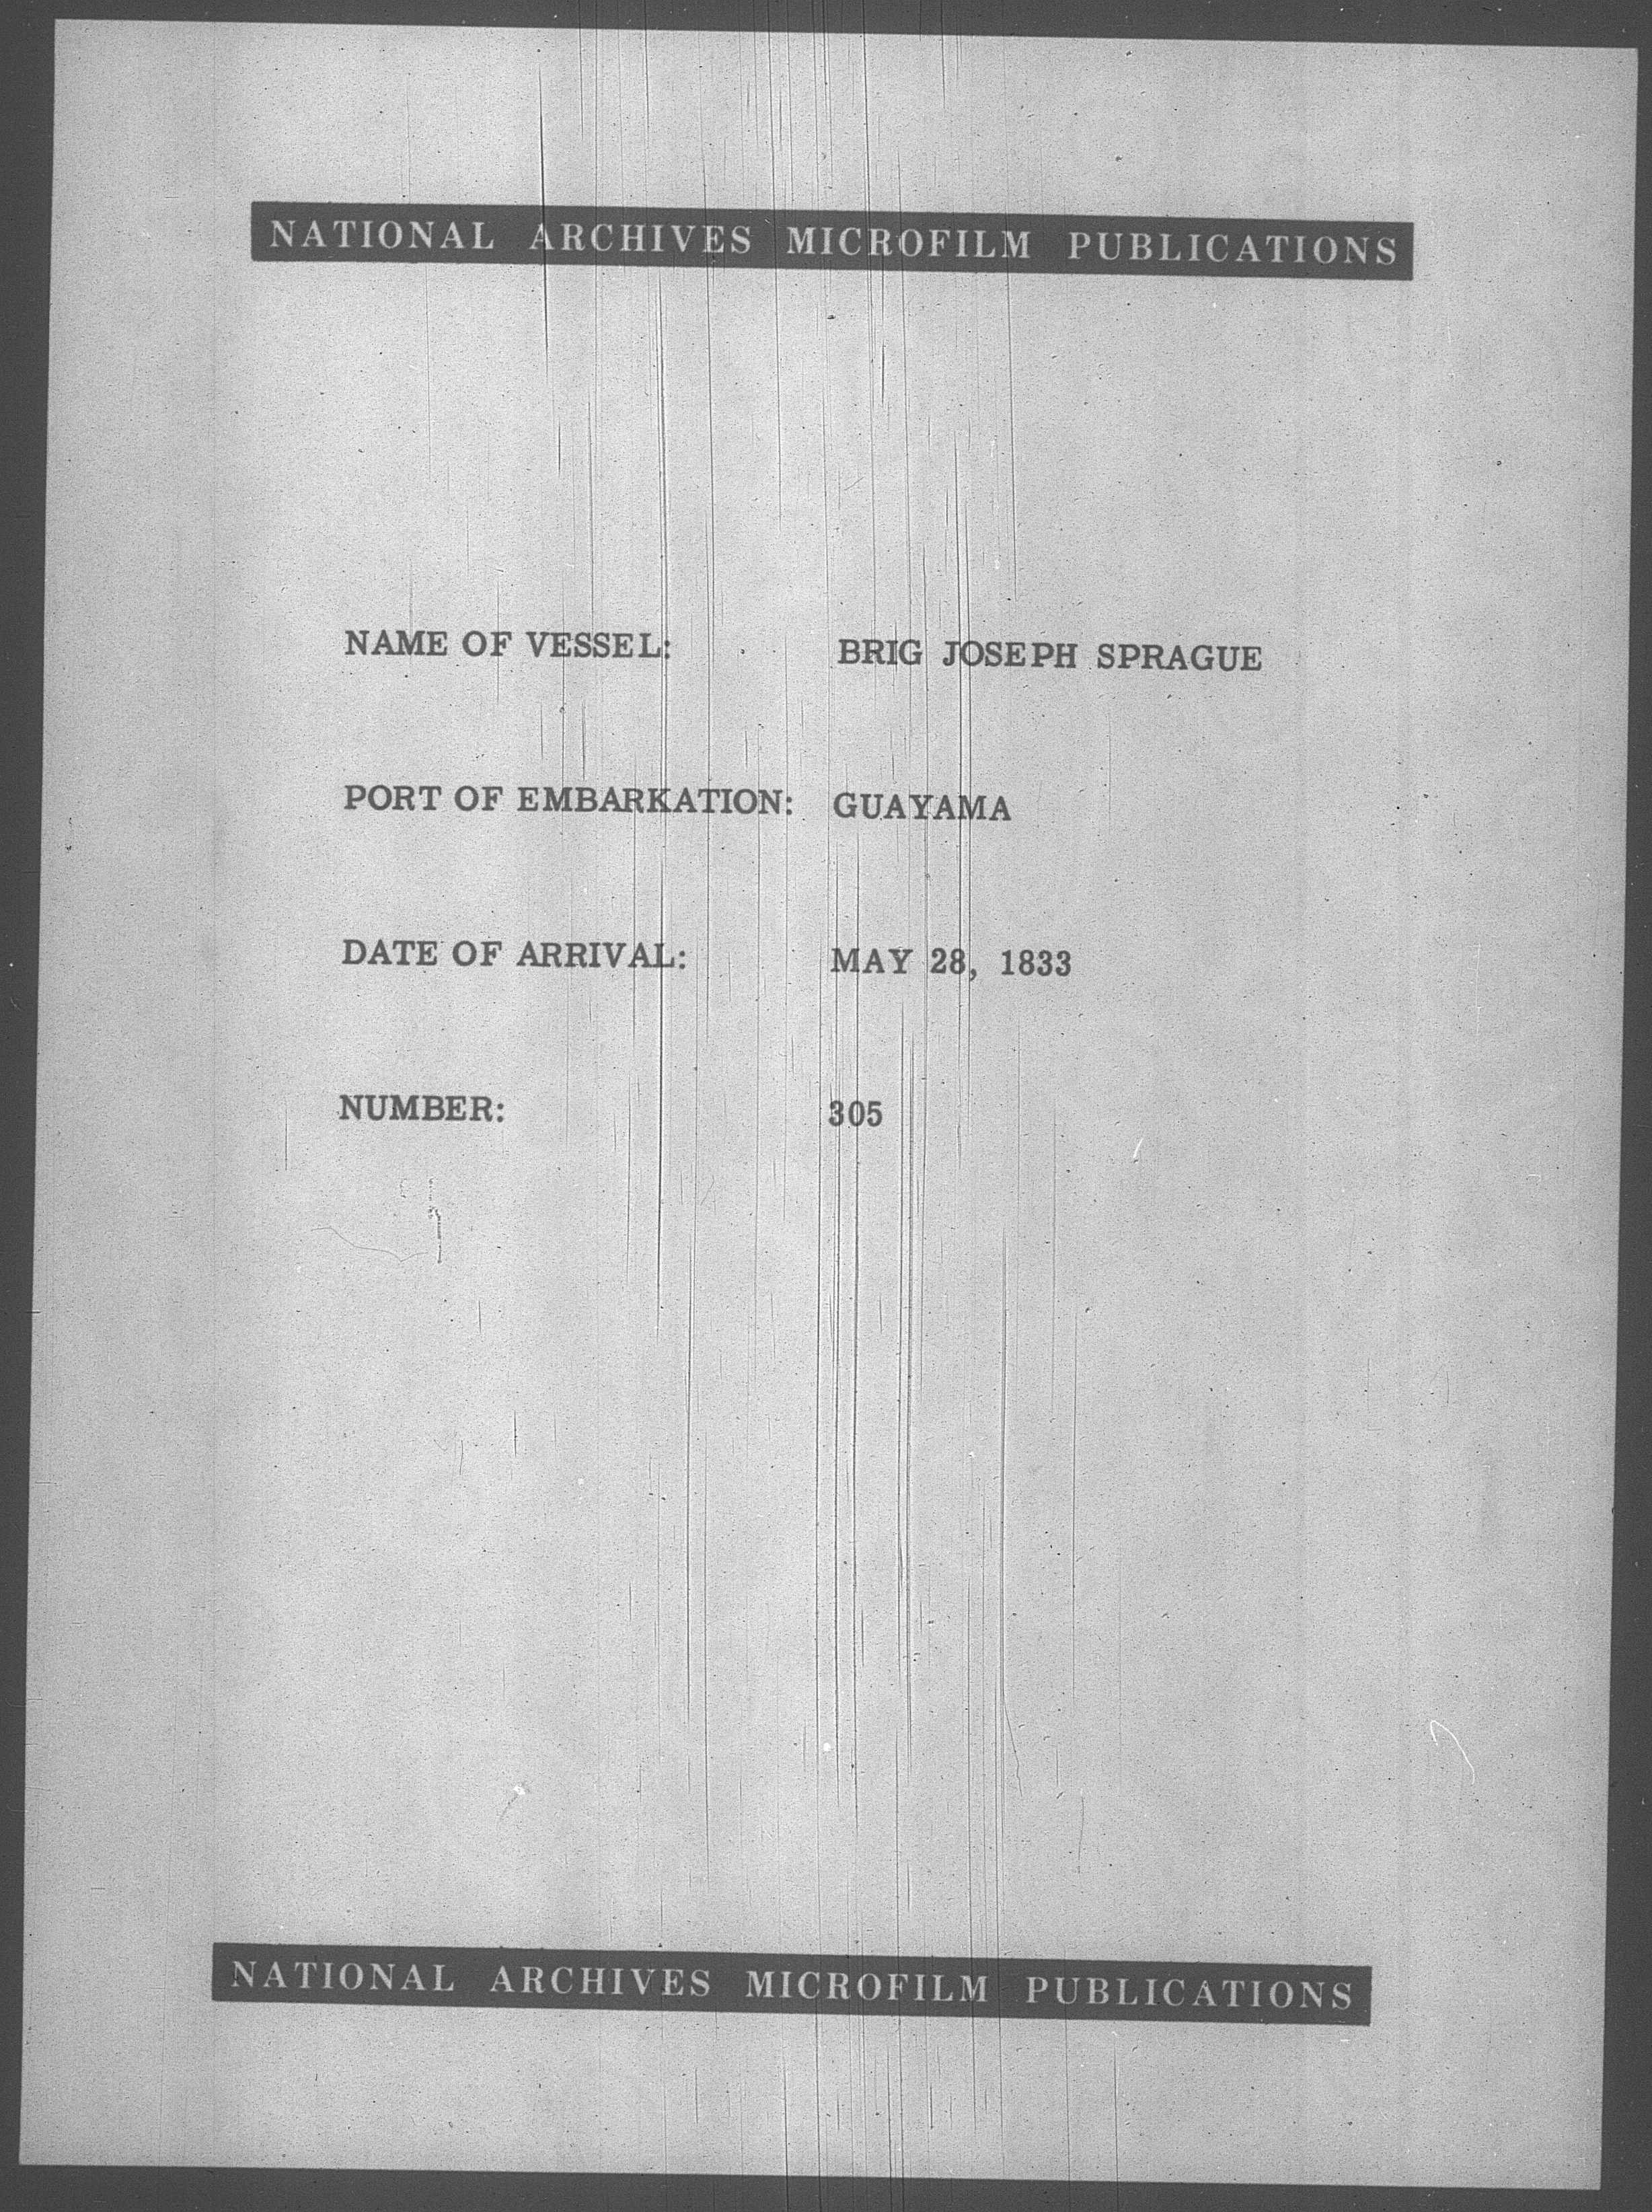 NATIONAL ARCHIVES MICROFILM PUBLICATIONS
NAME OF VESSEL: BRIG JOSEPH SPRAGUE
PORT OF EMBARKATION: GUAYAMA
DATE OF ARRIVAL: MAY 28, 1833
NUMBER: 305
NATIONAL ARCHIVES MICROFILM PUBLICATIONS